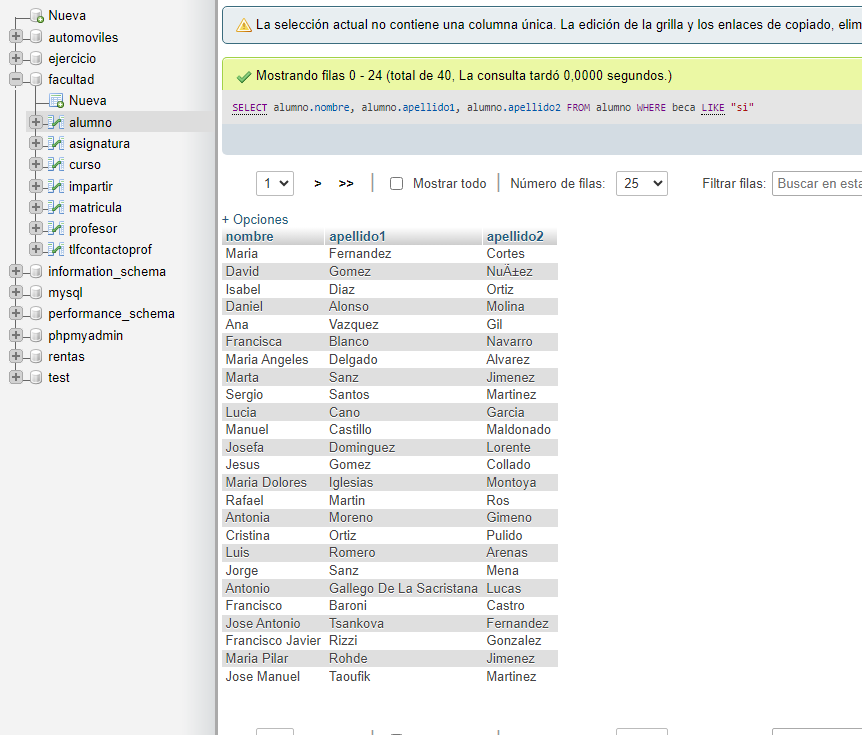 Nueva
automoviles
ejercicio
facultad
Nueva
alumno
asignatura
curso
impartir
matricula
profesor
tlfcontactoprof
information_schema
mysql
performance_schema
phpmyadmin
rentas
test
La selección actual no contiene una columna única. La edición de la grilla y los enlaces de copiado, elim
Mostrando filas 0 - 24 (total de 40, La consulta tardó 0,0000 segundos.)
SELECT alumno.nombre, alumno.apellido1, alumno.apellido2 FROM alumno WHERE beca LIKE "si"
1 > >> | Mostrar todo | Número de filas: 25 Filtrar filas: Buscar en esta
+ Opciones
nombre apellido1 apellido2
Maria Fernandez Cortes
David Gomez NuÃ±ez
Isabel Diaz Ortiz
Daniel Alonso Molina
Ana Vazquez Gil
Francisca Blanco Navarro
Maria Angeles Delgado Alvarez
Marta Sanz Jimenez
Sergio Santos Martinez
Lucia Cano Garcia
Manuel Castillo Maldonado
Josefa Dominguez Lorente
Jesus Gomez Collado
Maria Dolores Iglesias Montoya
Rafael Martin Ros
Antonia Moreno Gimeno
Cristina Ortiz Pulido
Luis Romero Arenas
Jorge Sanz Mena
Antonio Gallego De La Sacristana Lucas
Francisco Baroni Castro
Jose Antonio Tsankova Fernandez
Francisco Javier Rizzi Gonzalez
Maria Pilar Rohde Jimenez
Jose Manuel Taoufik Martinez